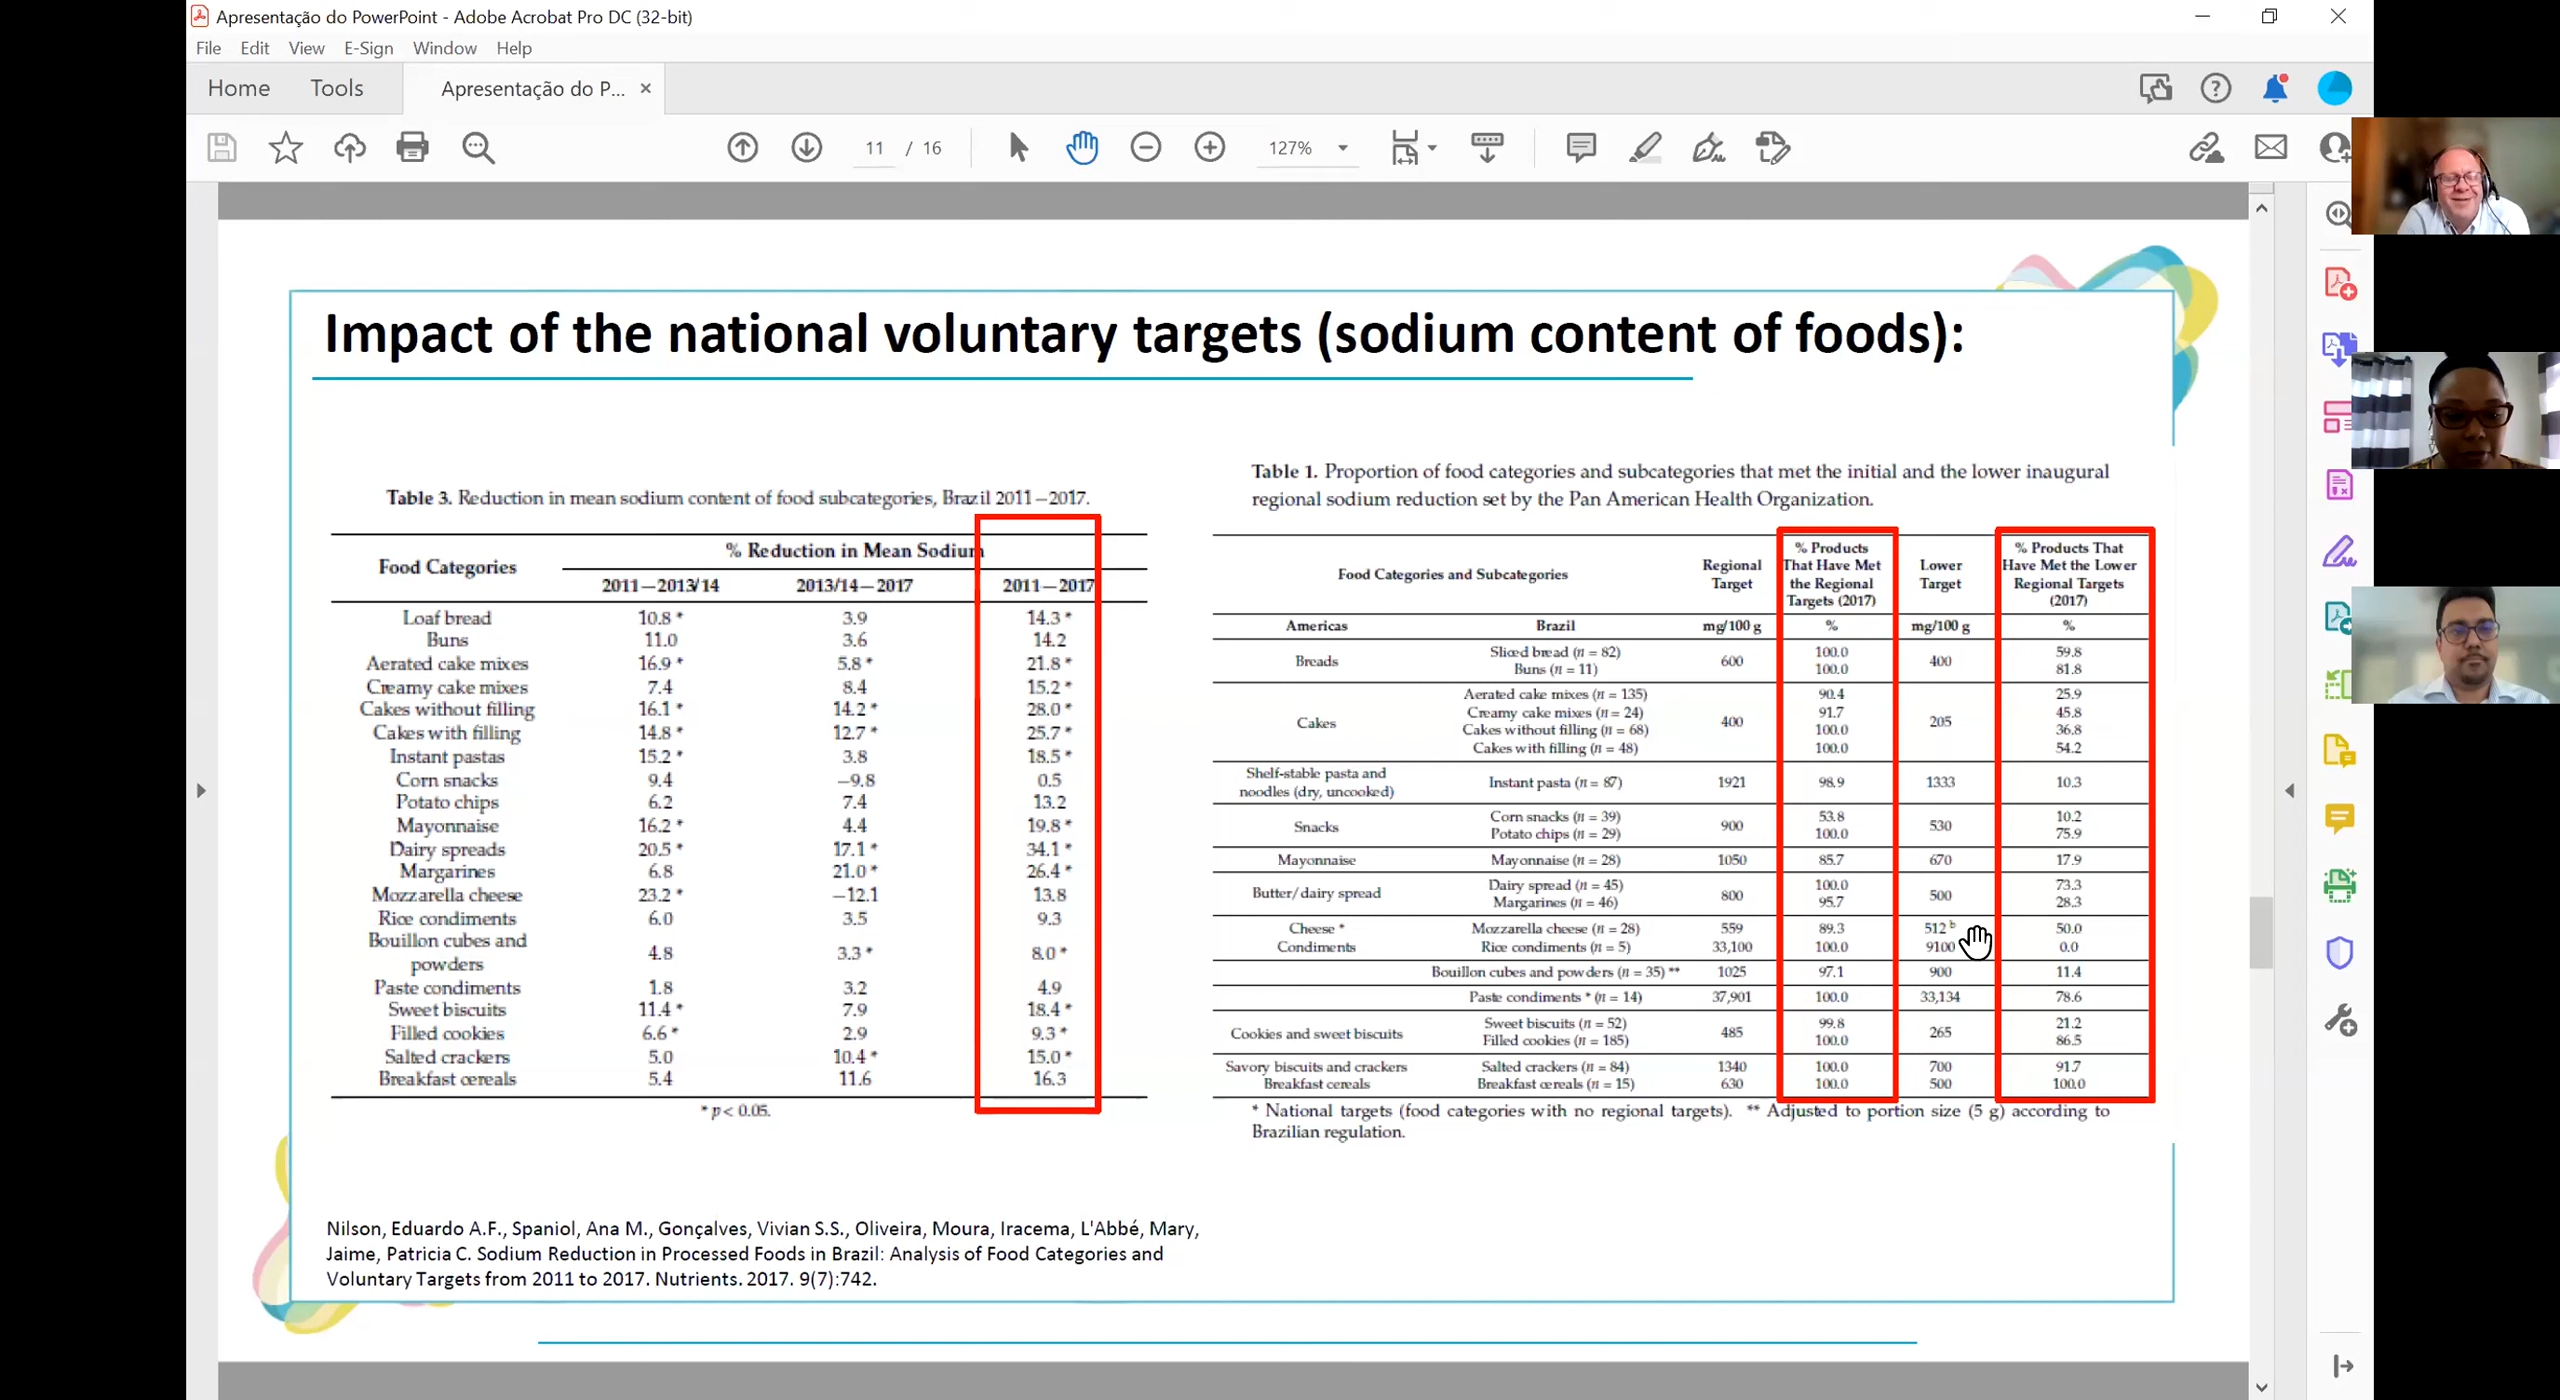 Apresentação do PowerPoint - Adobe Acrobat Pro DC (32-bit)
File Edit View E-Sign Window Help
Home Tools Apresentação do P... ×
11 / 16 127%
Impact of the national voluntary targets (sodium content of foods):
Table 3. Reduction in mean sodium content of food subcategories, Brazil 2011–2017.
Food Categories % Reduction in Mean Sodium
2011–2013/14 2013/14–2017 2011–2017
Loaf bread 10.8 * 3.9 14.3 *
Buns 11.0 3.6 14.2
Aerated cake mixes 16.9 * 5.8 * 21.8 *
Creamy cake mixes 7.4 8.4 15.2 *
Cakes without filling 16.1 * 14.2 * 28.0 *
Cakes with filling 14.8 * 12.7 * 25.7 *
Instant pastas 15.2 * 3.8 18.5 *
Corn snacks 9.4 –9.8 0.5
Potato chips 6.2 7.4 13.2
Mayonnaise 16.2 * 4.4 19.8 *
Dairy spreads 20.5 * 17.1 * 34.1 *
Margarines 6.8 21.0 * 26.4 *
Mozzarella cheese 23.2 * –12.1 13.8
Rice condiments 6.0 3.5 9.3
Bouillon cubes and
powders 4.8 3.3 * 8.0 *
Paste condiments 1.8 3.2 4.9
Sweet biscuits 11.4 * 7.9 18.4 *
Filled cookies 6.6 * 2.9 9.3 *
Salted crackers 5.0 10.4 * 15.0 *
Breakfast cereals 5.4 11.6 16.3
* p < 0.05.
Table 1. Proportion of food categories and subcategories that met the initial and the lower inaugural
regional sodium reduction set by the Pan American Health Organization.
Food Categories and Subcategories
Regional
Target
% Products
That Have Met
the Regional
Targets (2017)
Lower
Target
% Products That
Have Met the Lower
Regional Targets
(2017)
Americas Brazil mg/100 g % mg/100 g %
Breads 600 400
Sliced bread (n = 82) 100.0 59.8
Buns (n = 11) 100.0 81.8
Cakes 400 205
Aerated cake mixes (n = 135) 90.4 25.9
Creamy cake mixes (n = 24) 91.7 45.8
Cakes without filling (n = 68) 100.0 36.8
Cakes with filling (n = 48) 100.0 54.2
Shelf-stable pasta and
noodles (dry, uncooked)
Instant pasta (n = 87) 1921 98.9 1333 10.3
Snacks 900 530
Corn snacks (n = 39) 53.8 10.2
Potato chips (n = 29) 100.0 75.9
Mayonnaise Mayonnaise (n = 28) 1050 85.7 670 17.9
Butter/dairy spread 800 500
Dairy spread (n = 45) 100.0 73.3
Margarines (n = 46) 95.7 28.3
Cheese * Mozzarella cheese (n = 28) 559 89.3 512 b 50.0
Condiments Rice condiments (n = 5) 33,100 100.0 9100 0.0
Bouillon cubes and powders (n = 35) ** 1025 97.1 900 11.4
Paste condiments * (n = 14) 37,901 100.0 33,134 78.6
Cookies and sweet biscuits 485 265
Sweet biscuits (n = 52) 99.8 21.2
Filled cookies (n = 185) 100.0 86.5
Savory biscuits and crackers Salted crackers (n = 84) 1340 100.0 700 91.7
Breakfast cereals Breakfast cereals (n = 15) 630 100.0 500 100.0
* National targets (food categories with no regional targets). ** Adjusted to portion size (5 g) according to
Brazilian regulation.
Nilson, Eduardo A.F., Spaniol, Ana M., Gonçalves, Vivian S.S., Oliveira, Moura, Iracema, L'Abbé, Mary,
Jaime, Patricia C. Sodium Reduction in Processed Foods in Brazil: Analysis of Food Categories and
Voluntary Targets from 2011 to 2017. Nutrients. 2017. 9(7):742.